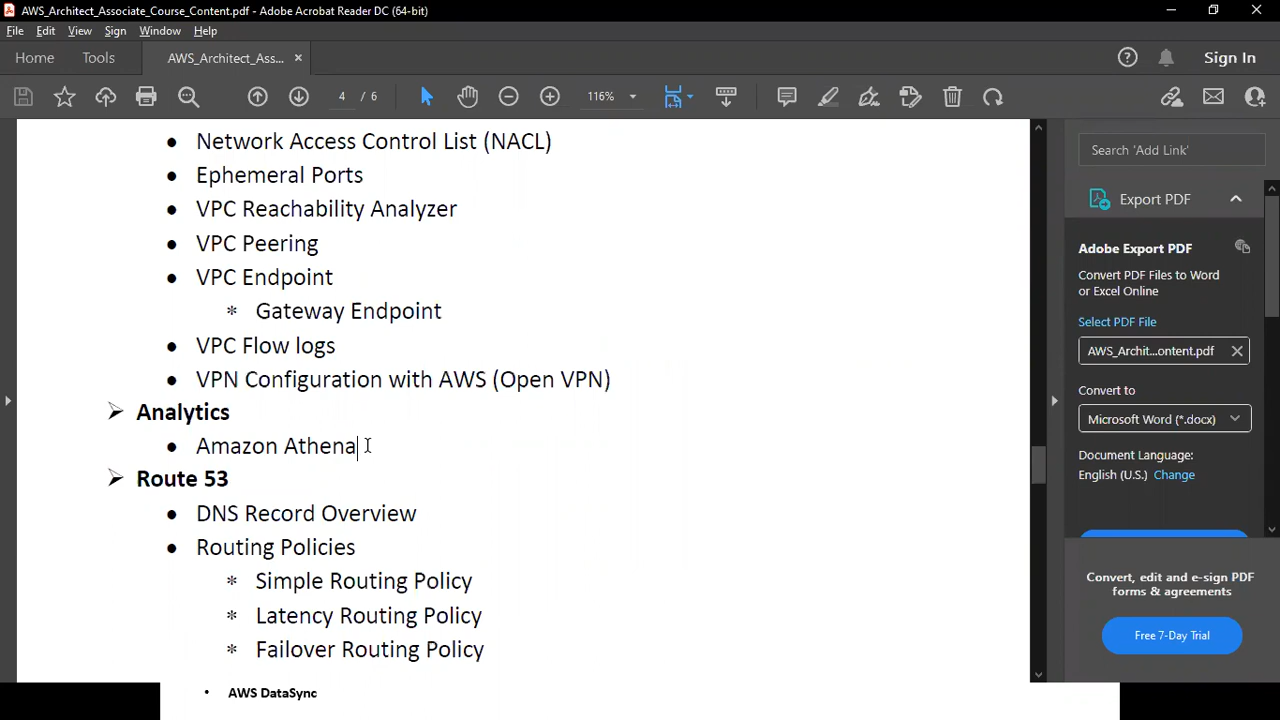 AWS_Architect_Associate_Course_Content.pdf - Adobe Acrobat Reader DC (64-bit)
File Edit View Sign Window Help
Home Tools AWS_Architect_Ass... ×
Sign In
4 / 6
116%
Network Access Control List (NACL)
Ephemeral Ports
VPC Reachability Analyzer
VPC Peering
VPC Endpoint
Gateway Endpoint
VPC Flow logs
VPN Configuration with AWS (Open VPN)
Analytics
Amazon Athena
Route 53
DNS Record Overview
Routing Policies
Simple Routing Policy
Latency Routing Policy
Failover Routing Policy
AWS DataSync
Search 'Add Link'
Export PDF
Adobe Export PDF
Convert PDF Files to Word
or Excel Online
Select PDF File
AWS_Archit...ontent.pdf
Convert to
Microsoft Word (*.docx)
Document Language:
English (U.S.) Change
Convert, edit and e-sign PDF
forms & agreements
Free 7-Day Trial